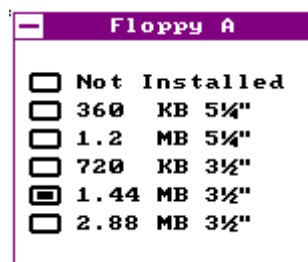 Floppy A
Not Installed
360 KB 5¼"
1.2 MB 5¼"
720 KB 3½"
1.44 MB 3½"
2.88 MB 3½"